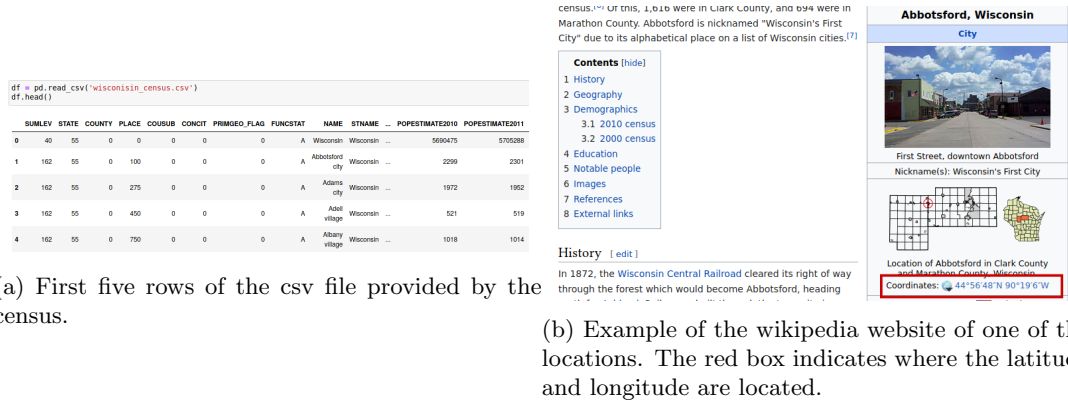 df = pd.read_csv('wisconisin_census.csv')
df.head()
SUMLEV STATE COUNTY PLACE COUSUB CONCIT PRIMGEO_FLAG FUNCSTAT NAME STNAME ... POPESTIMATE2010 POPESTIMATE2011
0 40 55 0 0 0 0 0 A Wisconsin Wisconsin ... 5690475 5705288
1 162 55 0 100 0 0 0 A Abbotsford city Wisconsin ... 2299 2301
2 162 55 0 275 0 0 0 A Adams city Wisconsin ... 1972 1952
3 162 55 0 450 0 0 0 A Adell village Wisconsin ... 521 519
4 162 55 0 750 0 0 0 A Albany village Wisconsin ... 1018 1014
a) First five rows of the csv file provided by the
census.
census. Of this, 1,616 were in Clark County, and 694 were in
Marathon County. Abbotsford is nicknamed "Wisconsin's First
City" due to its alphabetical place on a list of Wisconsin cities.[7]
Contents [hide]
1 History
2 Geography
3 Demographics
3.1 2010 census
3.2 2000 census
4 Education
5 Notable people
6 Images
7 References
8 External links
History [ edit ]
In 1872, the Wisconsin Central Railroad cleared its right of way
through the forest which would become Abbotsford, heading
Abbotsford, Wisconsin
City
First Street, downtown Abbotsford
Nickname(s): Wisconsin's First City
Location of Abbotsford in Clark County
and Marathon County, Wisconsin
Coordinates: 44°56′48″N 90°19′6″W
(b) Example of the wikipedia website of one of th
locations. The red box indicates where the latitud
and longitude are located.